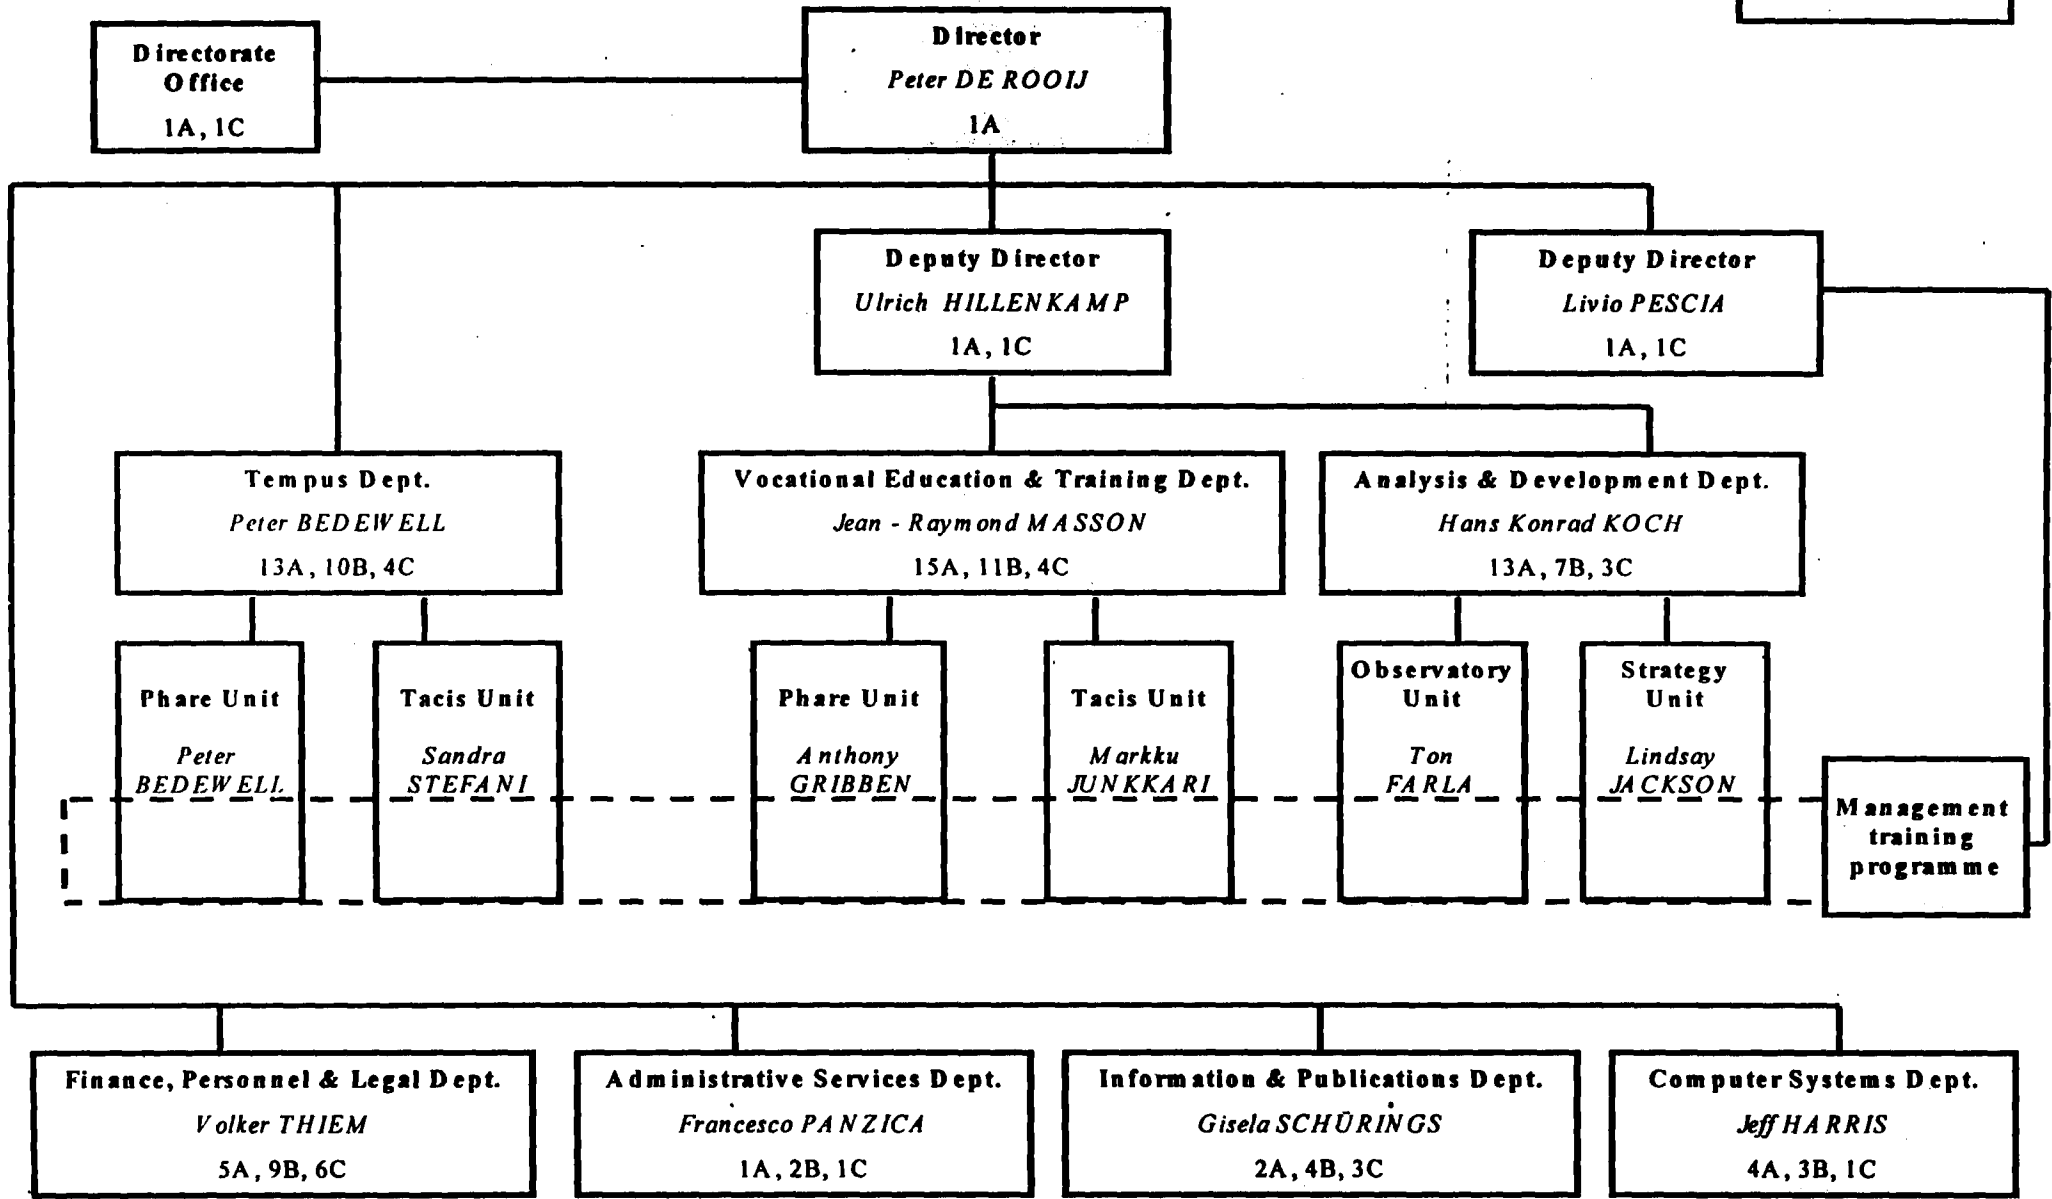 Directorate
Office
1A, 1C
Director
Peter DE ROOIJ
1A
Deputy Director
Ulrich HILLENKAMP
1A, 1C
Deputy Director
Livio PESCIA
1A, 1C
Tempus Dept.
Peter BEDEWELL
13A, 10B, 4C
Vocational Education & Training Dept.
Jean - Raymond MASSON
15A, 11B, 4C
Analysis & Development Dept.
Hans Konrad KOCH
13A, 7B, 3C
Phare Unit
Peter
BEDEWELL
Tacis Unit
Sandra
STEFANI
Phare Unit
Anthony
GRIBBEN
Tacis Unit
Markku
JUNKKARI
Observatory
Unit
Ton
FARLA
Strategy
Unit
Lindsay
JACKSON
Management
training
programme
Finance, Personnel & Legal Dept.
Volker THIEM
5A, 9B, 6C
Administrative Services Dept.
Francesco PANZICA
1A, 2B, 1C
Information & Publications Dept.
Gisela SCHÜRINGS
2A, 4B, 3C
Computer Systems Dept.
Jeff HARRIS
4A, 3B, 1C